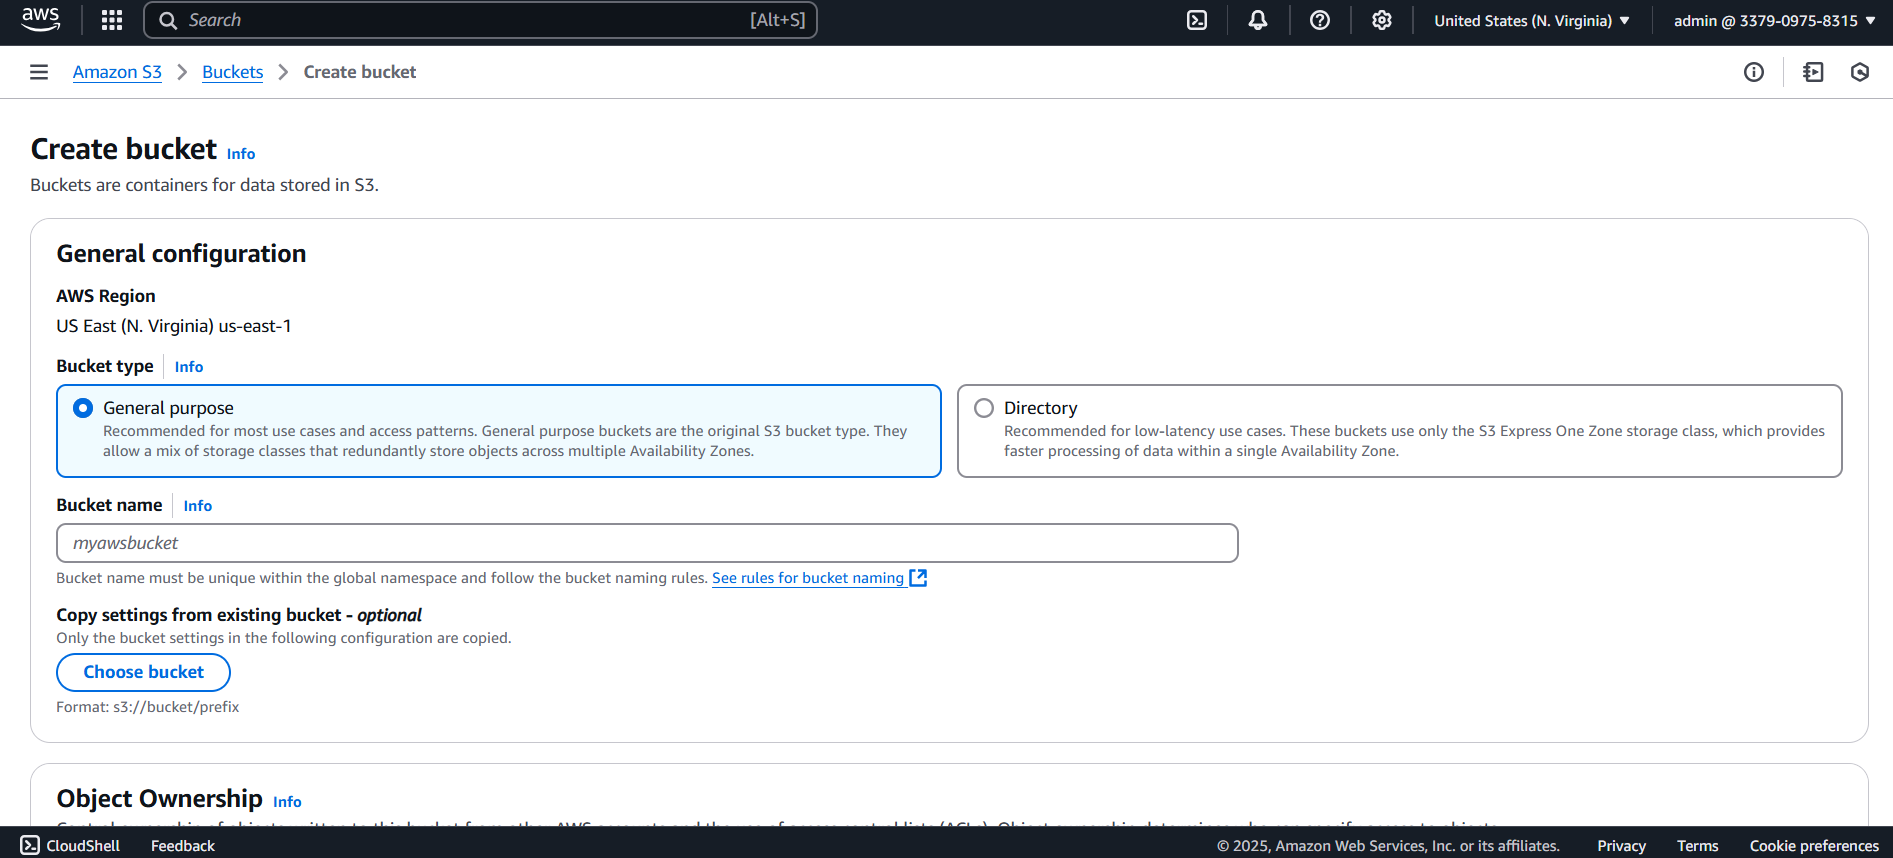 aws
Search [Alt+S]
United States (N. Virginia)
admin @ 3379-0975-8315
Amazon S3 Buckets Create bucket
Create bucket Info
Buckets are containers for data stored in S3.
General configuration
AWS Region
US East (N. Virginia) us-east-1
Bucket type Info
General purpose
Recommended for most use cases and access patterns. General purpose buckets are the original S3 bucket type. They
allow a mix of storage classes that redundantly store objects across multiple Availability Zones.
Directory
Recommended for low-latency use cases. These buckets use only the S3 Express One Zone storage class, which provides
faster processing of data within a single Availability Zone.
Bucket name Info
myawsbucket
Bucket name must be unique within the global namespace and follow the bucket naming rules. See rules for bucket naming
Copy settings from existing bucket - optional
Only the bucket settings in the following configuration are copied.
Choose bucket
Format: s3://bucket/prefix
Object Ownership Info
CloudShell Feedback
© 2025, Amazon Web Services, Inc. or its affiliates. Privacy Terms Cookie preferences